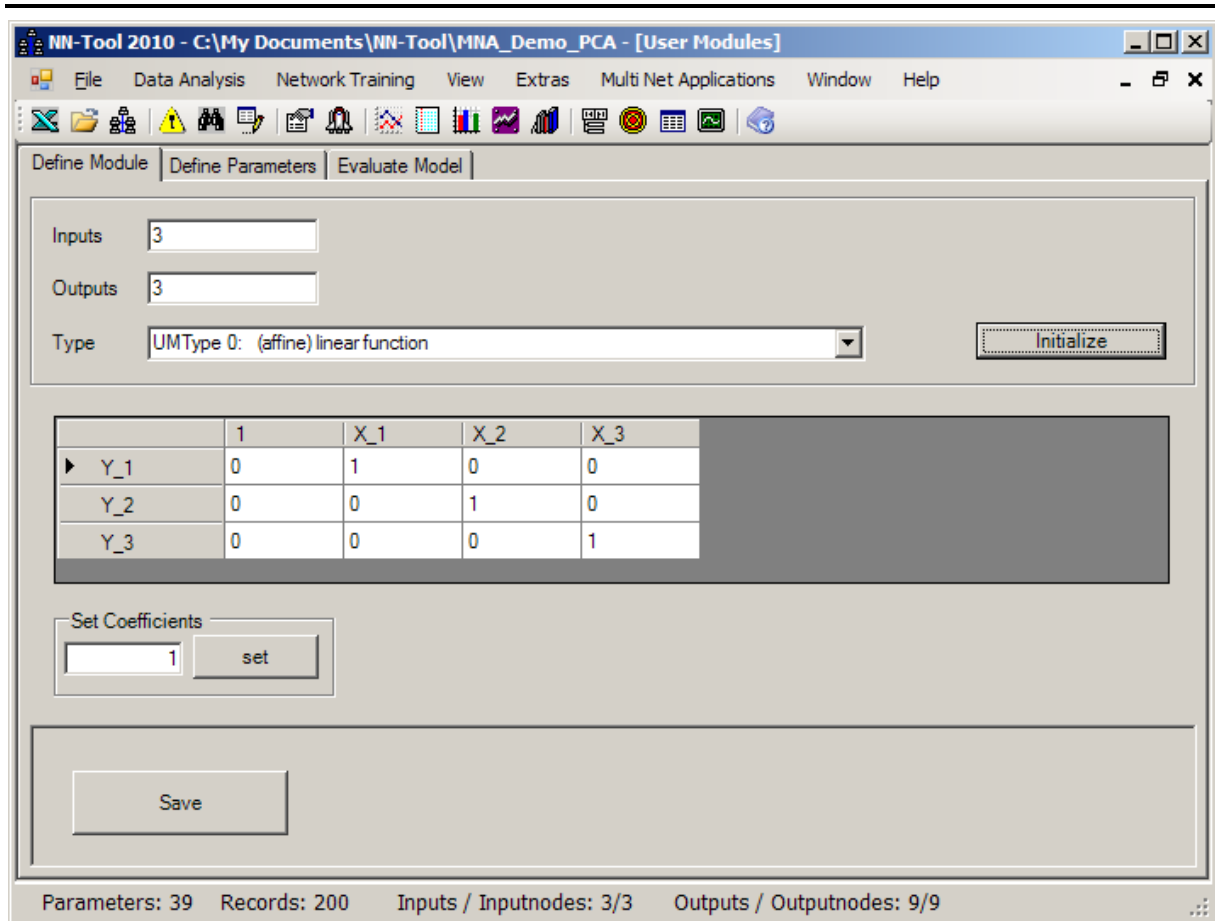 NN-Tool 2010 - C:\My Documents\NN-Tool\MNA_Demo_PCA - [User Modules]
File Data Analysis Network Training View Extras Multi Net Applications Window Help
Define Module Define Parameters Evaluate Model
Inputs 3
Outputs 3
Type UMType 0: (affine) linear function Initialize
1 X_1 X_2 X_3
Y_1 0 1 0 0
Y_2 0 0 1 0
Y_3 0 0 0 1
Set Coefficients
1 set
Save
Parameters: 39 Records: 200 Inputs / Inputnodes: 3/3 Outputs / Outputnodes: 9/9